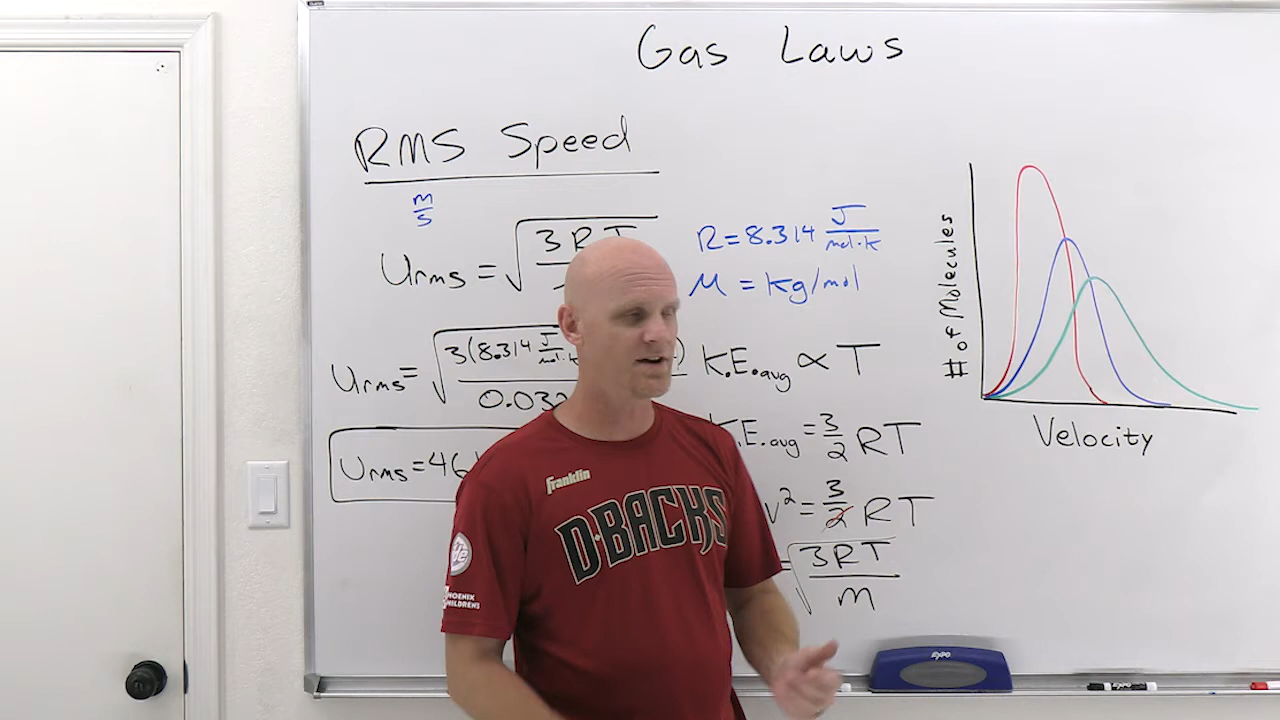 Gas Laws
RMS Speed
m/s
Urms = √3RT
R = 8.314 J/mol·K
M = kg/mol
Urms = √3(8.314 J/mol·K
0.032
Urms = 46
K.E.avg ∝ T
.E.avg = 3/2 RT
v² = 3/2 RT
= √3RT/m
# of Molecules
Velocity
Franklin
D·BACKS
PHOENIX
CHILDREN'S
EXPO